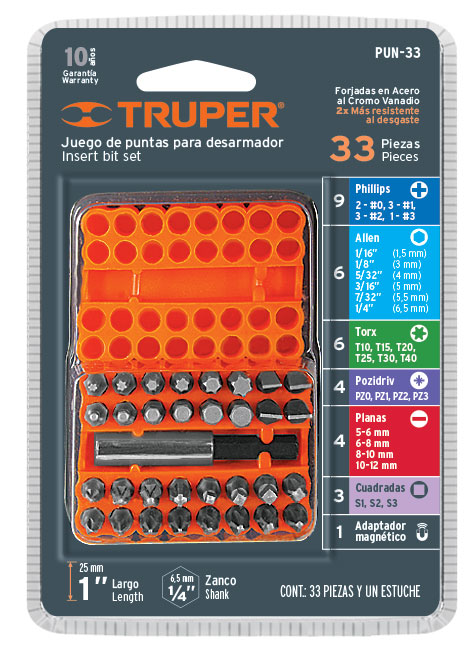 PUN-33
10 años
Garantía
Warranty
TRUPER®
Juego de puntas para desarmador
Insert bit set
Forjadas en Acero
al Cromo Vanadio
2x Más resistente
al desgaste
33 Piezas
Pieces
9 Phillips
2 - #0, 3 - #1,
3 - #2, 1 - #3
6 Allen
1/16" (1,5 mm)
1/8" (3 mm)
5/32" (4 mm)
3/16" (5 mm)
7/32" (5,5 mm)
1/4" (6,5 mm)
6 Torx
T10, T15, T20,
T25, T30, T40
4 Pozidriv
PZ0, PZ1, PZ2, PZ3
4 Planas
5-6 mm
6-8 mm
8-10 mm
10-12 mm
3 Cuadradas
S1, S2, S3
1 Adaptador
magnético
25 mm
1" Largo
Length
6,5 mm
1/4" Zanco
Shank
CONT.: 33 PIEZAS Y UN ESTUCHE